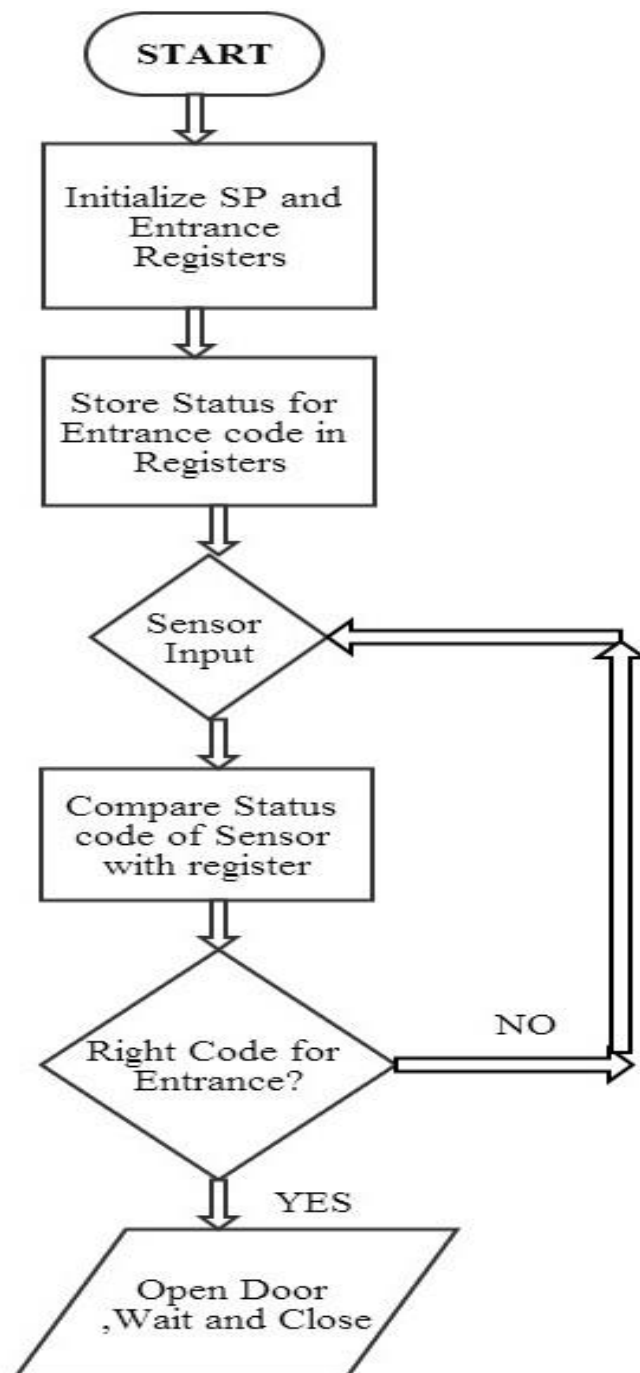 START
Initialize SP and
Entrance
Registers
Store Status for
Entrance code in
Registers
Sensor
Input
Compare Status
code of Sensor
with register
Right Code for
Entrance?
NO
YES
Open Door
,Wait and Close